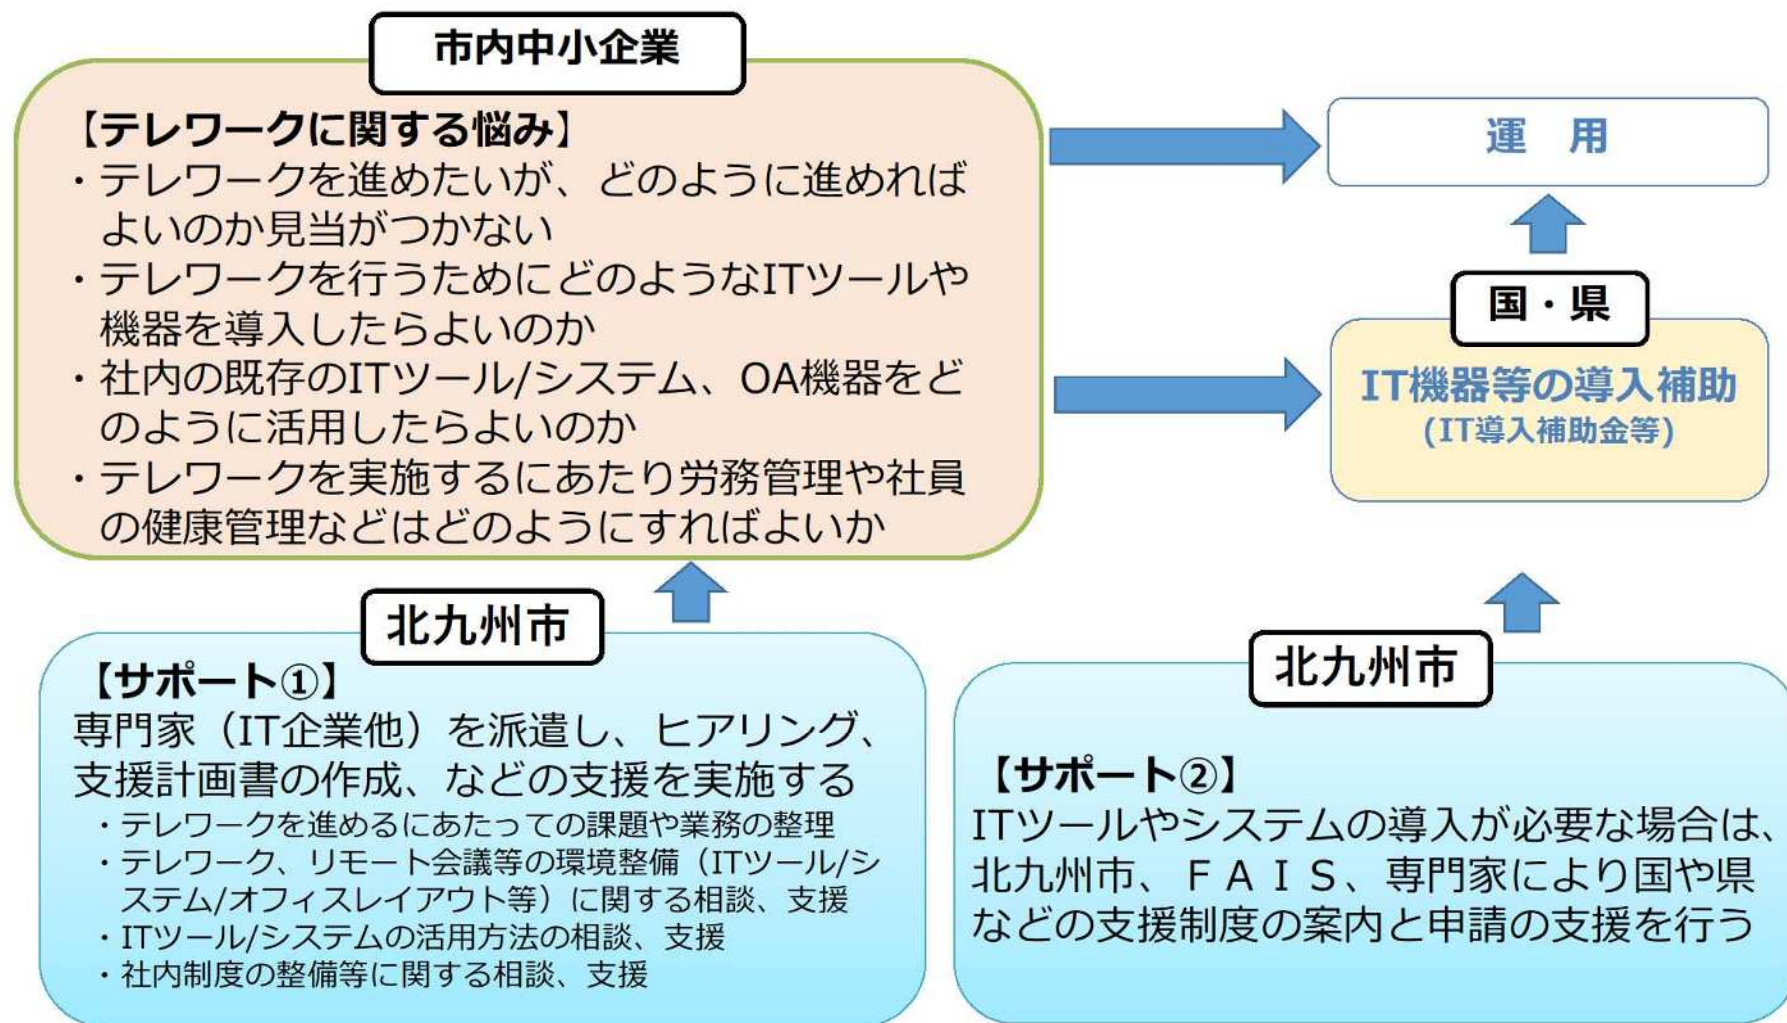 市内中小企業
【テレワークに関する悩み】
・テレワークを進めたいが、どのように進めれば
よいのか見当がつかない
・テレワークを行うためにどのようなITツールや
機器を導入したらよいのか
・社内の既存のITツール/システム、OA機器をど
のように活用したらよいのか
・テレワークを実施するにあたり労務管理や社員
の健康管理などはどのようにすればよいか
運　用
国・県
IT機器等の導入補助
(IT導入補助金等)
北九州市
【サポート①】
専門家（IT企業他）を派遣し、ヒアリング、
支援計画書の作成、などの支援を実施する
・テレワークを進めるにあたっての課題や業務の整理
・テレワーク、リモート会議等の環境整備（ITツール/シ
ステム/オフィスレイアウト等）に関する相談、支援
・ITツール/システムの活用方法の相談、支援
・社内制度の整備等に関する相談、支援
北九州市
【サポート②】
ITツールやシステムの導入が必要な場合は、
北九州市、ＦＡＩＳ、専門家により国や県
などの支援制度の案内と申請の支援を行う